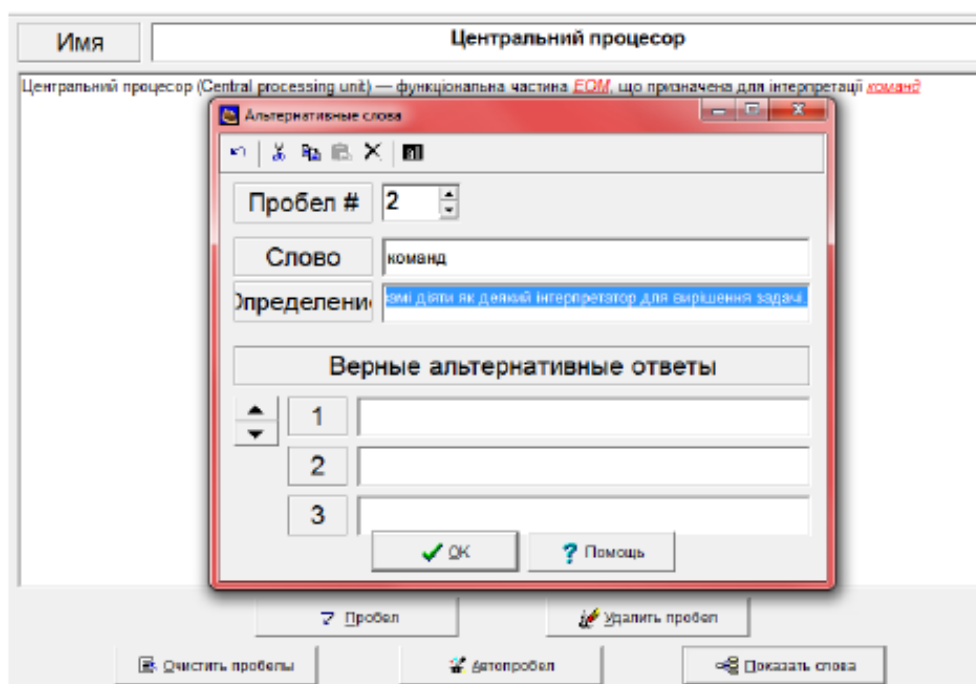 Имя Центральний процесор
Центральний процесор (Central processing unit) — функціональна частина ЕОМ, що призначена для інтерпретації команд
Альтернативные слова
Пробел # 2
Слово команд
Определение діяти як деякий інтерпретатор для вирішення задачі.
Верные альтернативные ответы
1
2
3
OK Помощь
Пробел Удалить пробел
Очистить пробелы Автопробел Показать слова